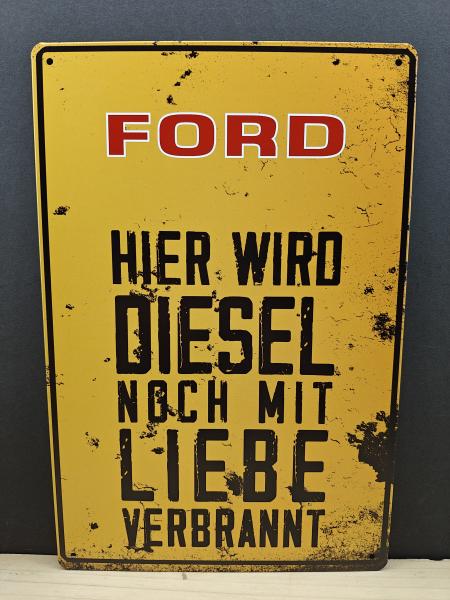 FORD
HIER WIRD
DIESEL
NOCH MIT
LIEBE
VERBRANNT